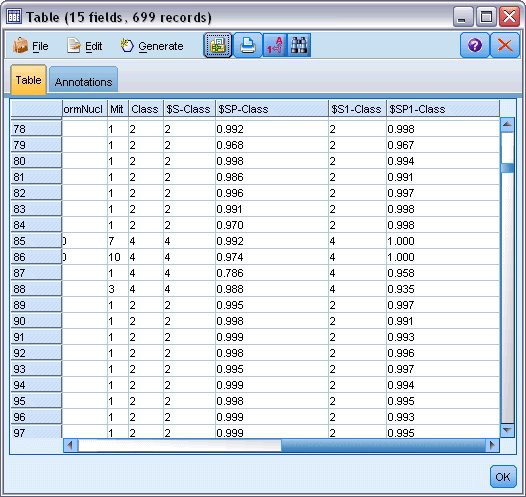 Table (15 fields, 699 records)
File Edit Generate
Table Annotations
ormNucl Mit Class $S-Class $SP-Class $S1-Class $SP1-Class
78 1 2 2 0.992 2 0.998
79 1 2 2 0.968 2 0.967
80 1 2 2 0.998 2 0.994
81 1 2 2 0.986 2 0.991
82 1 2 2 0.996 2 0.997
83 1 2 2 0.991 2 0.998
84 1 2 2 0.970 2 0.998
85 0 7 4 4 0.992 4 1.000
86 0 10 4 4 0.974 4 1.000
87 1 4 4 0.786 4 0.958
88 3 4 4 0.988 4 0.935
89 1 2 2 0.995 2 0.997
90 1 2 2 0.998 2 0.991
91 1 2 2 0.999 2 0.993
92 1 2 2 0.998 2 0.996
93 1 2 2 0.995 2 0.997
94 1 2 2 0.999 2 0.994
95 1 2 2 0.998 2 0.995
96 1 2 2 0.999 2 0.993
97 1 2 2 0.999 2 0.995
OK